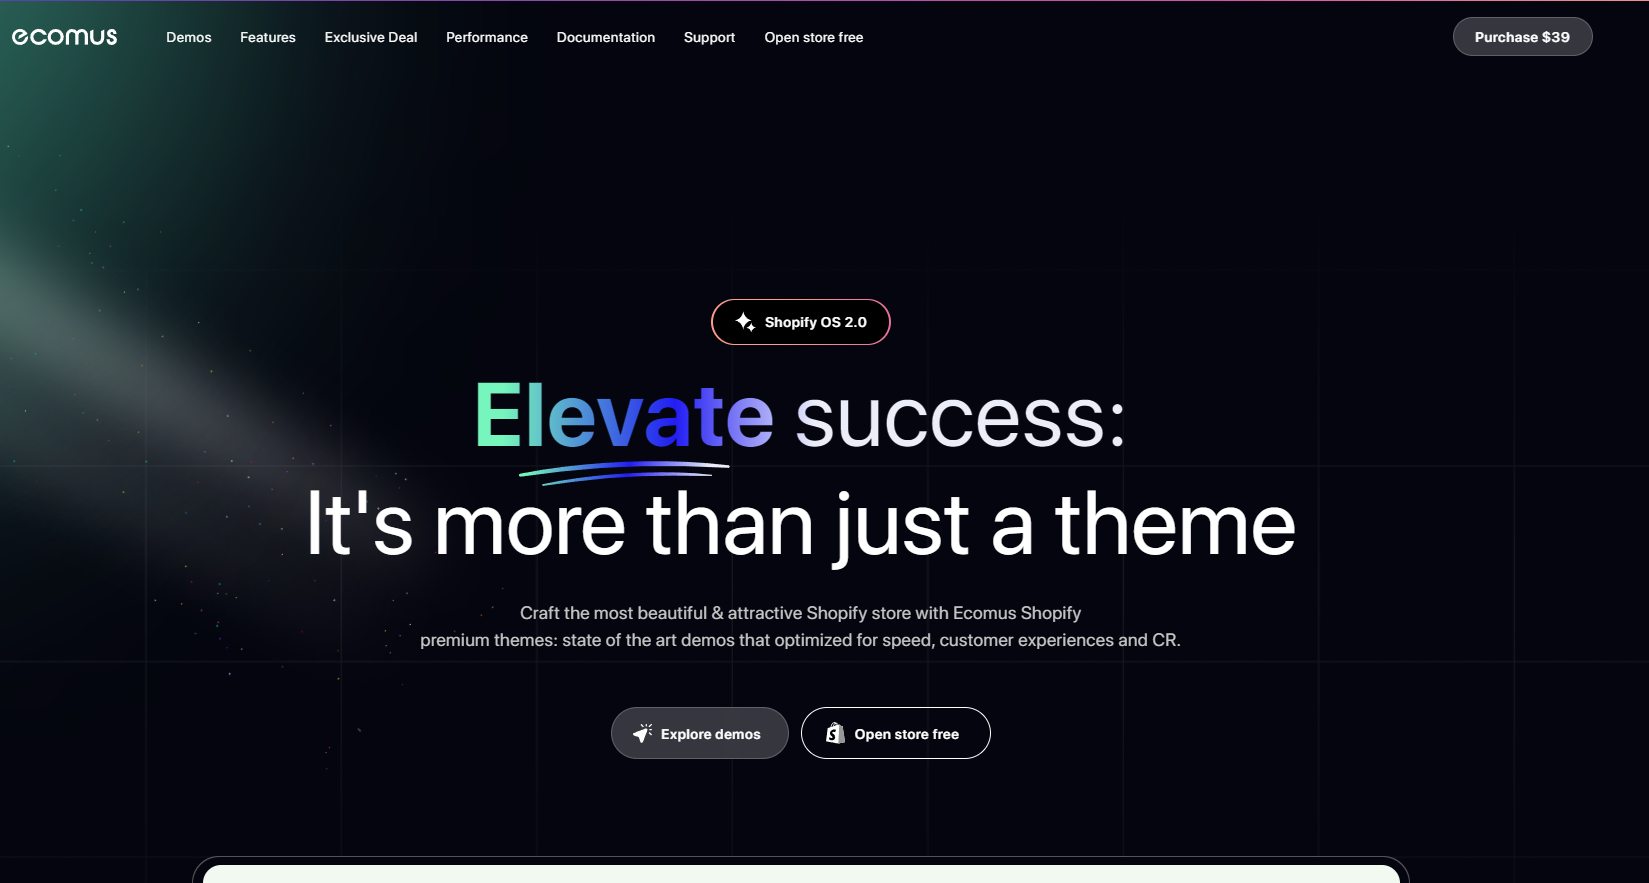 ecomus
Demos
Features
Exclusive Deal
Performance
Documentation
Support
Open store free
Purchase $39
Shopify OS 2.0
Elevate success:
It's more than just a theme
Craft the most beautiful & attractive Shopify store with Ecomus Shopify
premium themes: state of the art demos that optimized for speed, customer experiences and CR.
Explore demos
Open store free